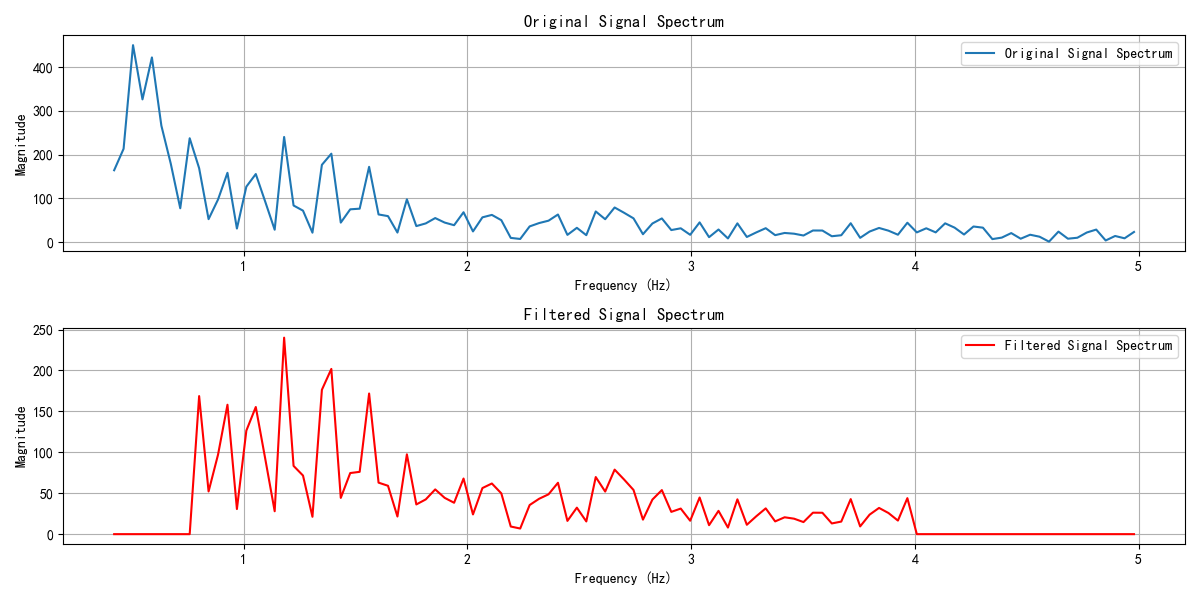 Original Signal Spectrum
Original Signal Spectrum
400
300
200
100
0
Magnitude
1 2 3 4 5
Frequency (Hz)
Filtered Signal Spectrum
Filtered Signal Spectrum
250
200
150
100
50
0
Magnitude
1 2 3 4 5
Frequency (Hz)